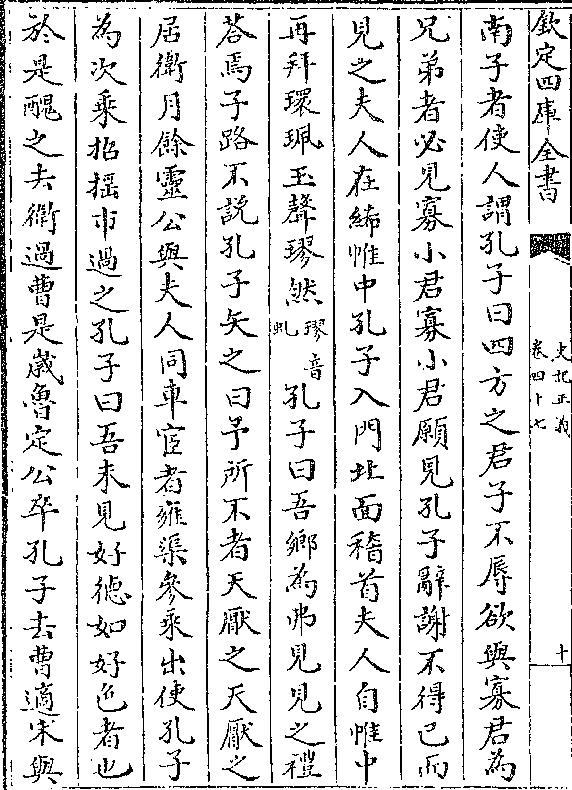 欽定四庫全書
史記正義
卷四十七
十
南子者使人謂孔子曰四方之君子不辱欲與寡君為
兄弟者必見寡小君寡小君願見孔子辭謝不得已而
見之夫人在絺帷中孔子入門北面稽首夫人自帷中
再拜環珮玉聲璆然璆音虬孔子曰吾鄉為弗見見之禮
荅焉子路不說孔子矢之曰予所不者天厭之天厭之
居衛月餘靈公與夫人同車宦者雍渠參乘出使孔子
為次乘招搖市過之孔子曰吾未見好德如好色者也
於是醜之去衛過曹是歲魯定公卒孔子去曹適宋與